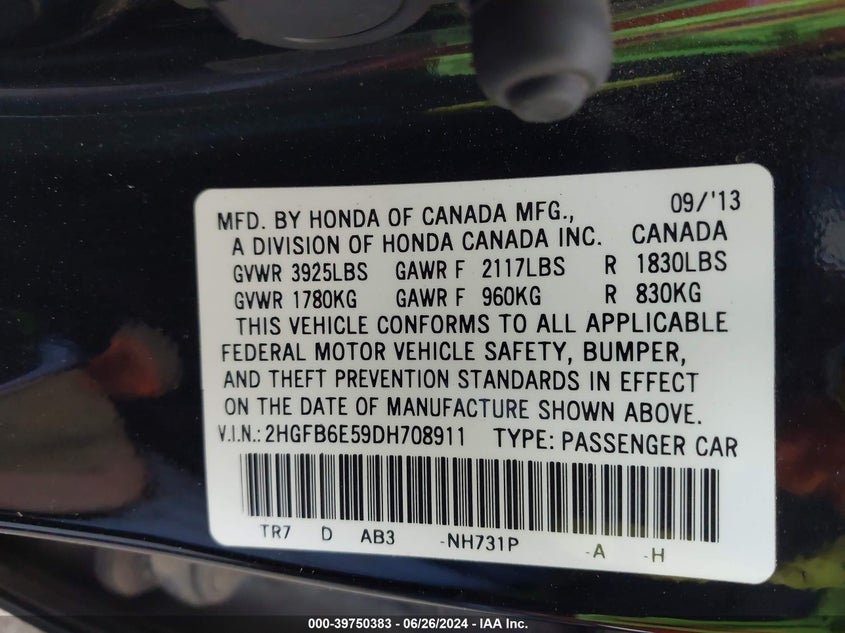 MFD. BY HONDA OF CANADA MFG., 09/'13
A DIVISION OF HONDA CANADA INC. CANADA
GVWR 3925LBS GAWR F 2117LBS R 1830LBS
GVWR 1780KG GAWR F 960KG R 830KG
THIS VEHICLE CONFORMS TO ALL APPLICABLE
FEDERAL MOTOR VEHICLE SAFETY, BUMPER,
AND THEFT PREVENTION STANDARDS IN EFFECT
ON THE DATE OF MANUFACTURE SHOWN ABOVE.
V.I.N.: 2HGFB6E59DH708911 TYPE: PASSENGER CAR
TR7 D AB3 -NH731P -A -H
000-39750383 - 06/26/2024 - IAA Inc.